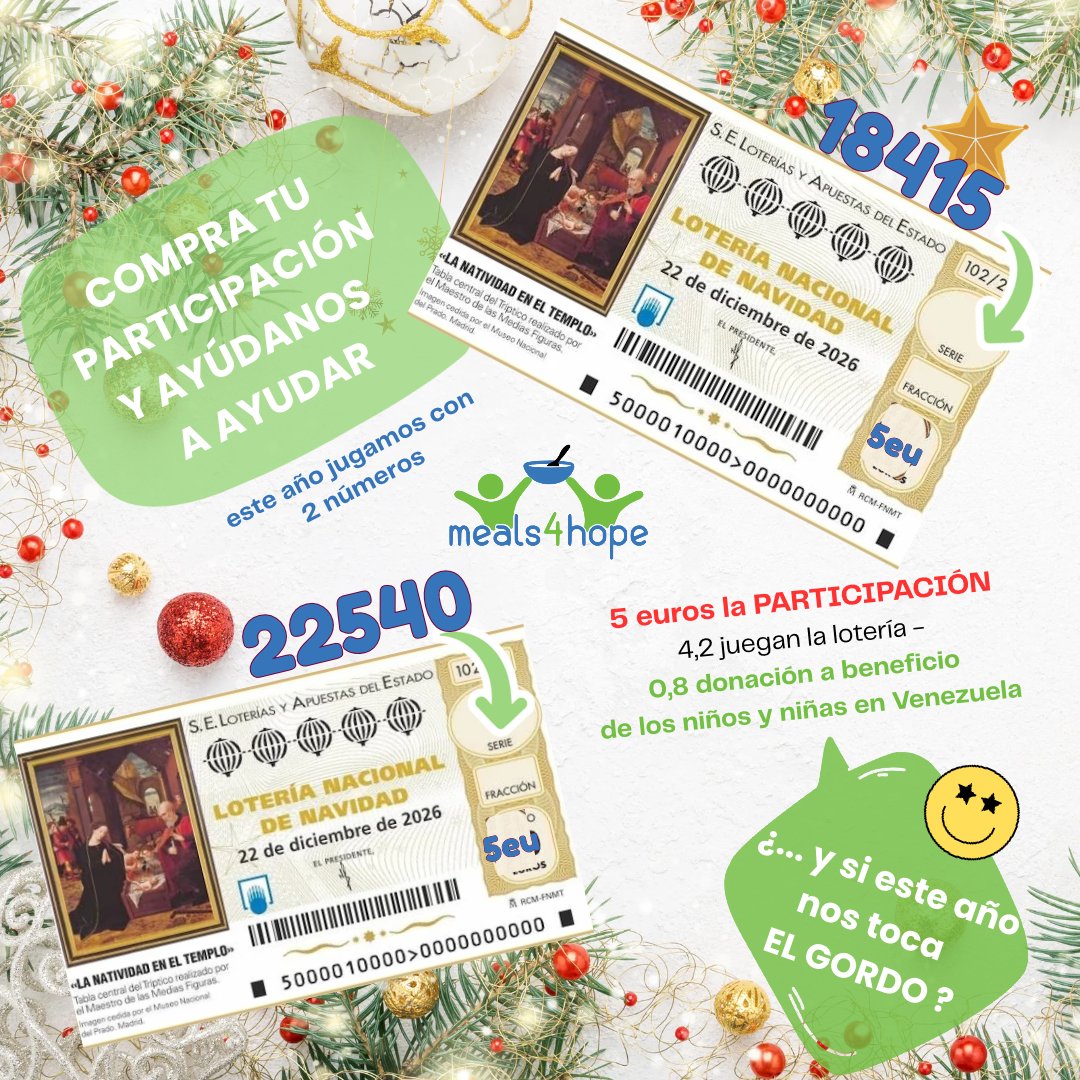 COMPRA TU
PARTICIPACIÓN
Y AYÚDANOS
A AYUDAR
este año jugamos con
2 números
18415
S.E. LOTERÍAS Y APUESTAS DEL ESTADO
LOTERÍA NACIONAL
DE NAVIDAD
22 de diciembre de 2026
EL PRESIDENTE,
102/2
SERIE
FRACCIÓN
5eu
RCM-FNMT
«LA NATIVIDAD EN EL TEMPLO»
Tabla central del Tríptico realizado por
el Maestro de las Medias Figuras.
Imagen cedida por el Museo Nacional
del Prado. Madrid.
5000010000>0000000000
meals4hope
5 euros la PARTICIPACIÓN
4,2 juegan la lotería –
0,8 donación a beneficio
de los niños y niñas en Venezuela
22540
S.E. LOTERÍAS Y APUESTAS DEL ESTADO
LOTERÍA NACIONAL
DE NAVIDAD
22 de diciembre de 2026
EL PRESIDENTE,
102
SERIE
FRACCIÓN
5eu
RCM-FNMT
«LA NATIVIDAD EN EL TEMPLO»
Tabla central del Tríptico realizado por
el Maestro de las Medias Figuras.
Imagen cedida por el Museo Nacional
del Prado. Madrid.
5000010000>0000000000
¿... y si este año
nos toca
EL GORDO ?